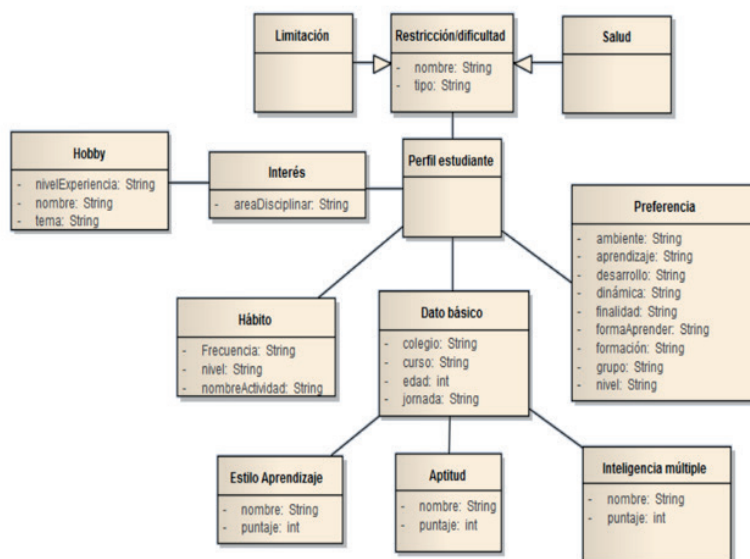 Limitación
Restricción/dificultad
- nombre: String
- tipo: String
Salud
Hobby
- nivelExperiencia: String
- nombre: String
- tema: String
Interés
- areaDisciplinar: String
Perfil estudiante
Preferencia
- ambiente: String
- aprendizaje: String
- desarrollo: String
- dinámica: String
- finalidad: String
- formaAprender: String
- formación: String
- grupo: String
- nivel: String
Hábito
- Frecuencia: String
- nivel: String
- nombreActividad: String
Dato básico
- colegio: String
- curso: String
- edad: int
- jornada: String
Estilo Aprendizaje
- nombre: String
- puntaje: int
Aptitud
- nombre: String
- puntaje: int
Inteligencia múltiple
- nombre: String
- puntaje: int